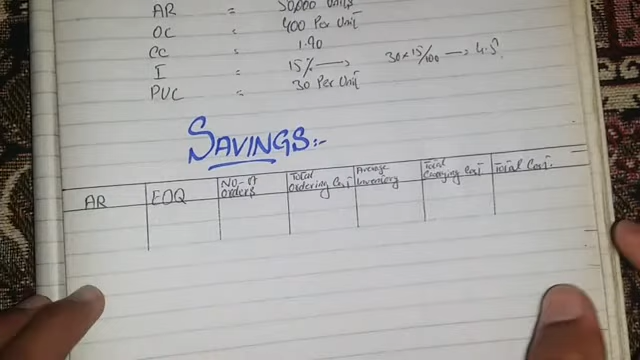 AR = 50,000 Units
OC = 400 Per Unit
CC = 1.90
I = 15% → 30 x 15/100 → 4.5
PUC = 30 Per Unit
SAVINGS:-
AR EOQ No- of orders Total ordering Cost Average Inventory Total Carrying Cost Total Cost.